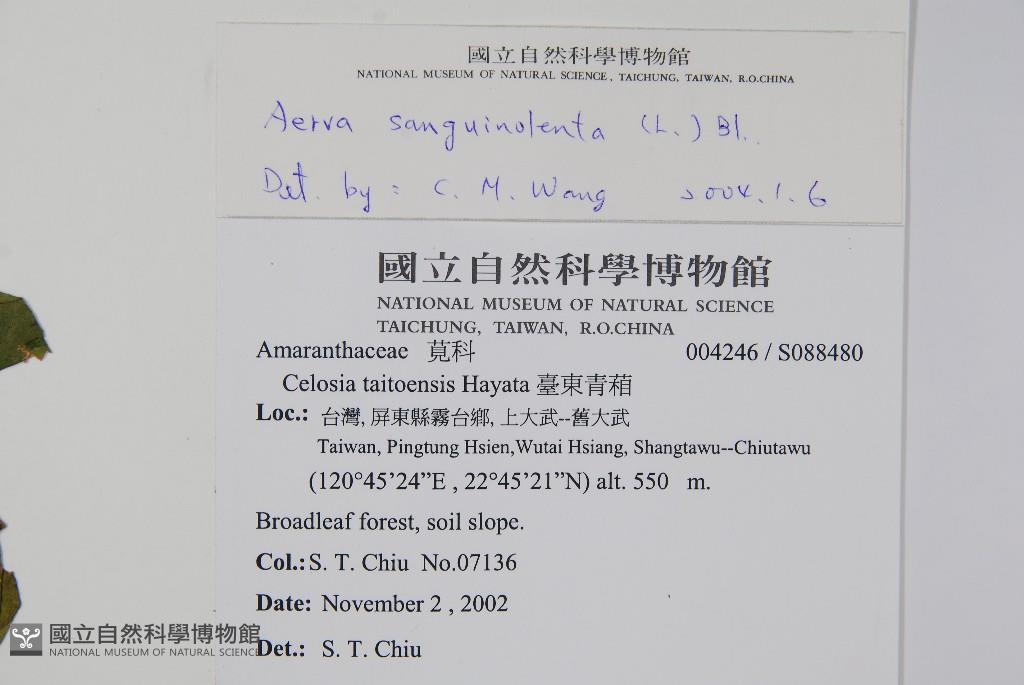 國立自然科學博物館
NATIONAL MUSEUM OF NATURAL SCIENCE, TAICHUNG, TAIWAN, R.O.CHINA
Aerva sanguinolenta (L.) Bl.
Det. by : C. M. Wang 2004.1.6
國立自然科學博物館
NATIONAL MUSEUM OF NATURAL SCIENCE
TAICHUNG, TAIWAN, R.O.CHINA
Amaranthaceae 莧科 004246 / S088480
Celosia taitoensis Hayata 臺東青葙
Loc.: 台灣, 屏東縣霧台鄉, 上大武--舊大武
Taiwan, Pingtung Hsien,Wutai Hsiang, Shangtawu--Chiutawu
(120°45'24”E , 22°45'21”N) alt. 550 m.
Broadleaf forest, soil slope.
Col.: S. T. Chiu No.07136
Date: November 2 , 2002
Det.: S. T. Chiu
國立自然科學博物館
NATIONAL MUSEUM OF NATURAL SCIENCE